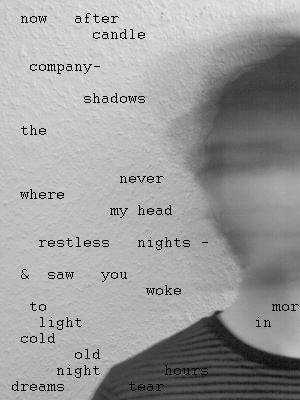 now after
candle
company-
shadows
the
never
where
my head
restless nights -
& saw you
woke
to mor
light in
cold
old
night hours
dreams tear